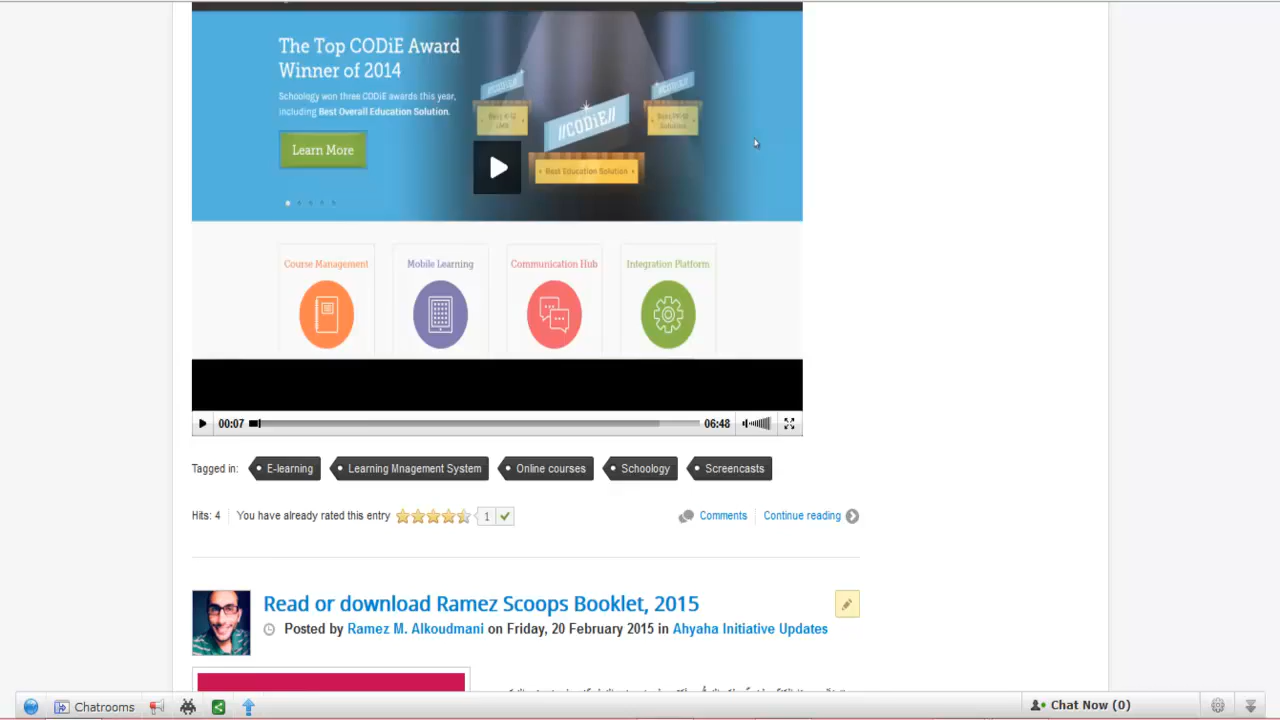 The Top CODiE Award
Winner of 2014
Schoology won three CODiE awards this year,
including Best Overall Education Solution.
Learn More
//CODiE//
Best Education Solution
Course Management
Mobile Learning
Communication Hub
Integration Platform
00:07
06:48
Tagged in:
E-learning
Learning Mnagement System
Online courses
Schoology
Screencasts
Hits: 4
You have already rated this entry
1
Comments
Continue reading
Read or download Ramez Scoops Booklet, 2015
Posted by Ramez M. Alkoudmani on Friday, 20 February 2015 in Ahyaha Initiative Updates
Chatrooms
Chat Now (0)